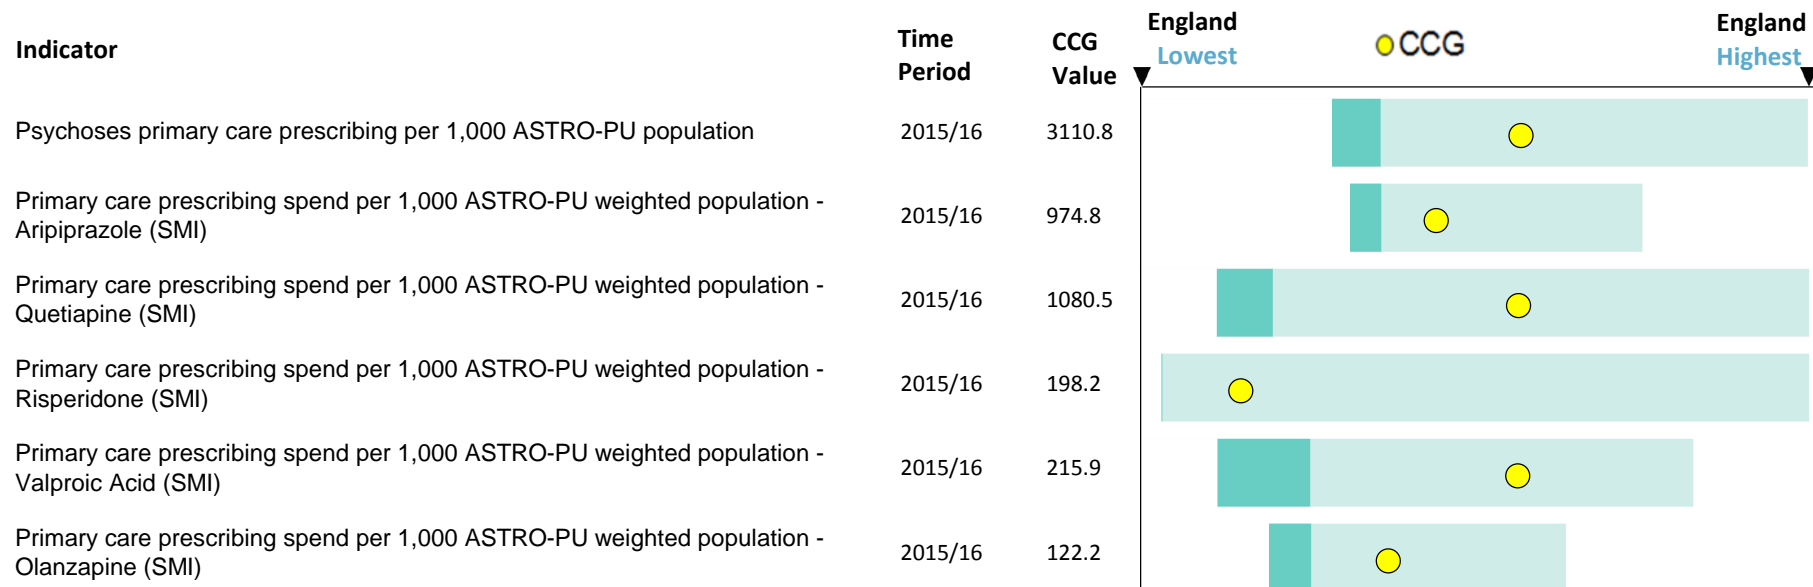 Indicator
Time Period
CCG Value
England Lowest
CCG
England Highest
Psychoses primary care prescribing per 1,000 ASTRO-PU population 2015/16 3110.8
Primary care prescribing spend per 1,000 ASTRO-PU weighted population -
Aripiprazole (SMI) 2015/16 974.8
Primary care prescribing spend per 1,000 ASTRO-PU weighted population -
Quetiapine (SMI) 2015/16 1080.5
Primary care prescribing spend per 1,000 ASTRO-PU weighted population -
Risperidone (SMI) 2015/16 198.2
Primary care prescribing spend per 1,000 ASTRO-PU weighted population -
Valproic Acid (SMI) 2015/16 215.9
Primary care prescribing spend per 1,000 ASTRO-PU weighted population -
Olanzapine (SMI) 2015/16 122.2